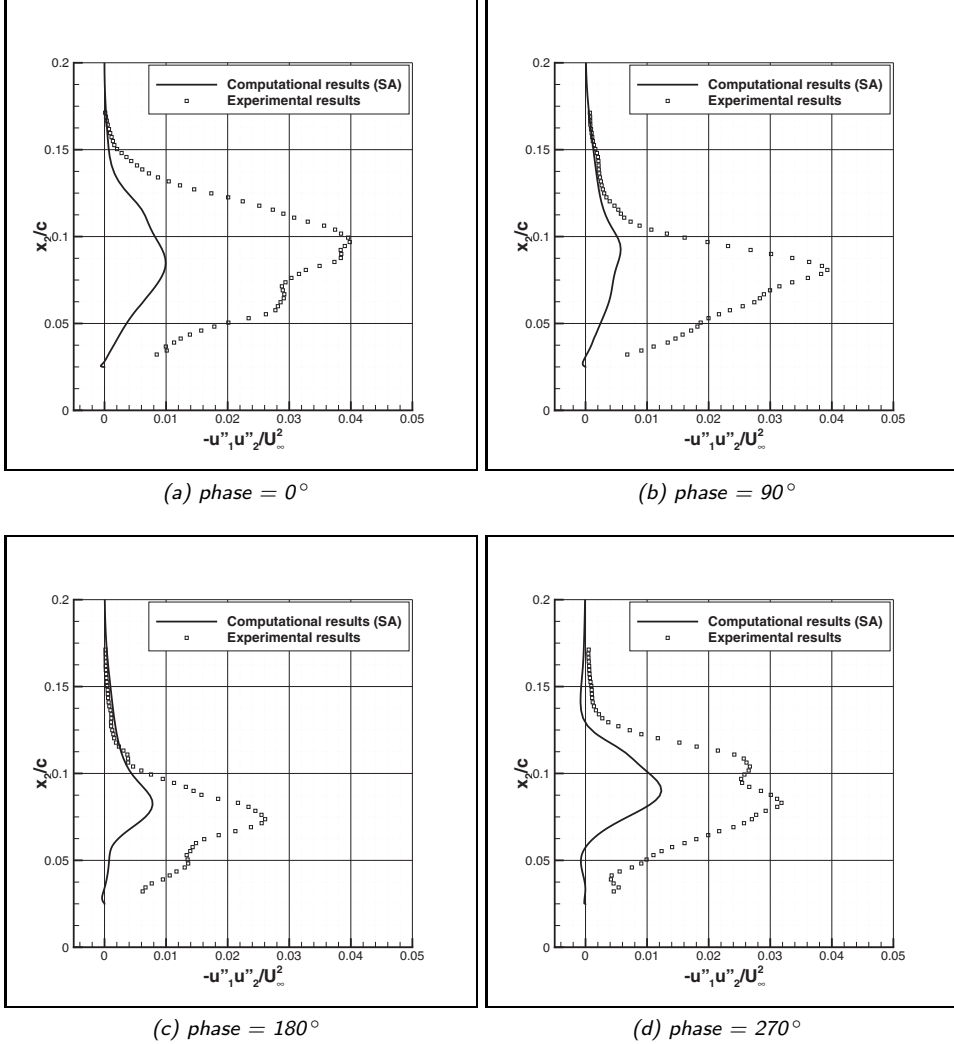 0.2
0.15
0.1
0.05
0
x₂/c
Computational results (SA)
Experimental results
0 0.01 0.02 0.03 0.04 0.05
-u"₁u"₂/U²∞
(a) phase = 0°
0.2
0.15
0.1
0.05
0
x₂/c
Computational results (SA)
Experimental results
0 0.01 0.02 0.03 0.04 0.05
-u"₁u"₂/U²∞
(b) phase = 90°
0.2
0.15
0.1
0.05
0
x₂/c
Computational results (SA)
Experimental results
0 0.01 0.02 0.03 0.04 0.05
-u"₁u"₂/U²∞
(c) phase = 180°
0.2
0.15
0.1
0.05
0
x₂/c
Computational results (SA)
Experimental results
0 0.01 0.02 0.03 0.04 0.05
-u"₁u"₂/U²∞
(d) phase = 270°